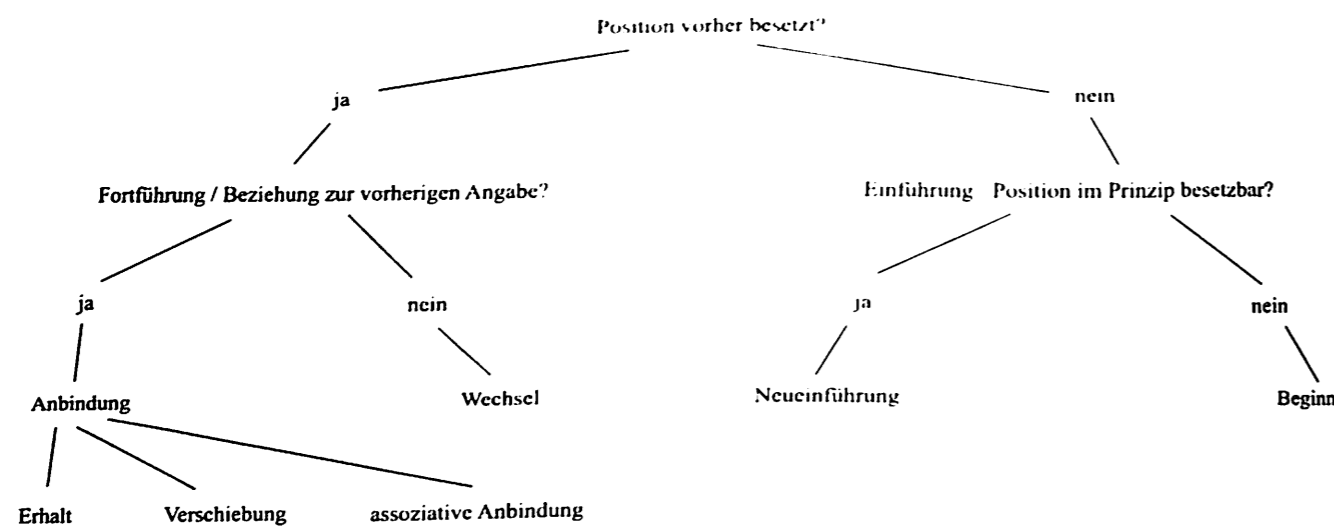 Position vorher besetzt?
ja
nein
Fortführung / Beziehung zur vorherigen Angabe?
Einführung Position im Prinzip besetzbar?
ja
nein
ja
nein
Anbindung
Wechsel
Neueinführung
Beginn
Erhalt
Verschiebung
assoziative Anbindung